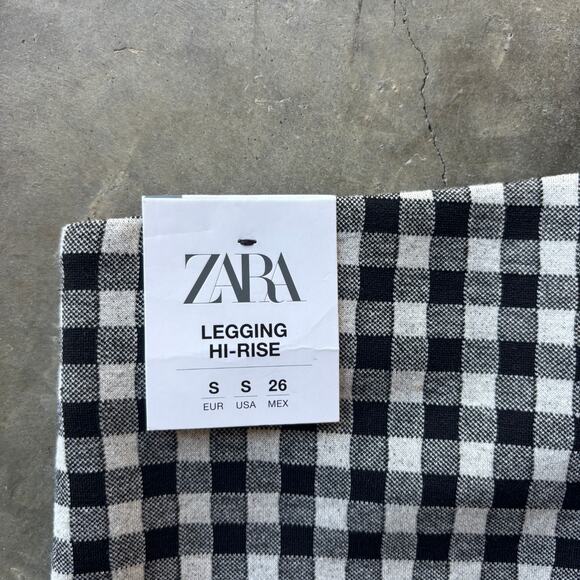 ZARA
LEGGING
HI-RISE
S S 26
EUR USA MEX